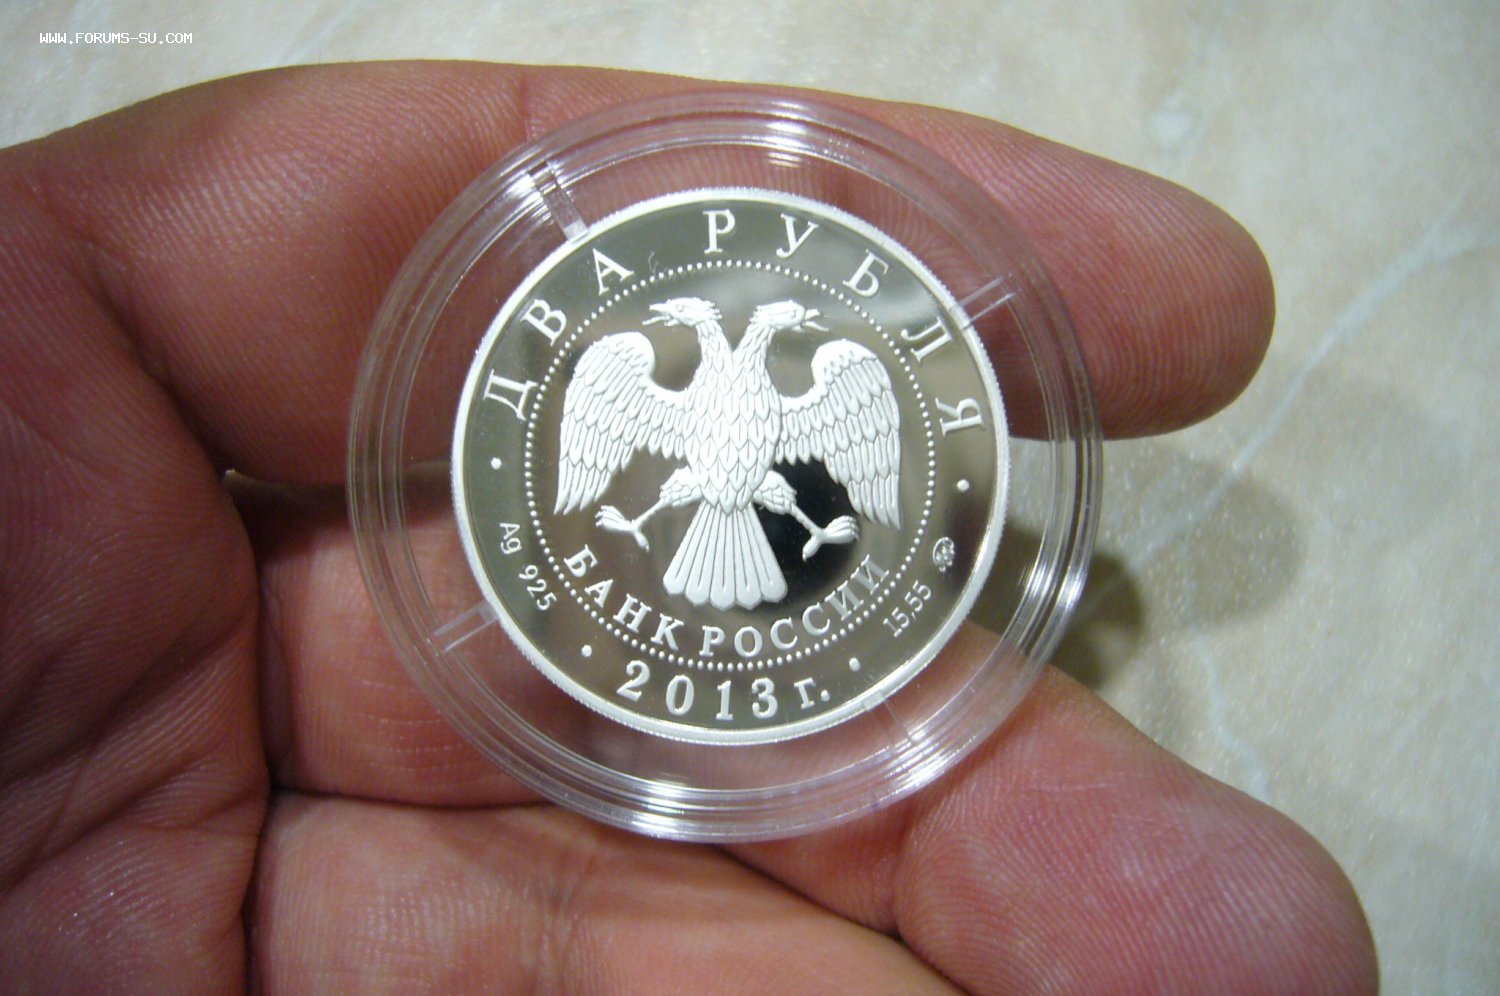 WWW.FORUMS-SU.COM
ДВА РУБЛЯ
БАНК РОССИИ
Ag 925
• 2013 г. •
15,55